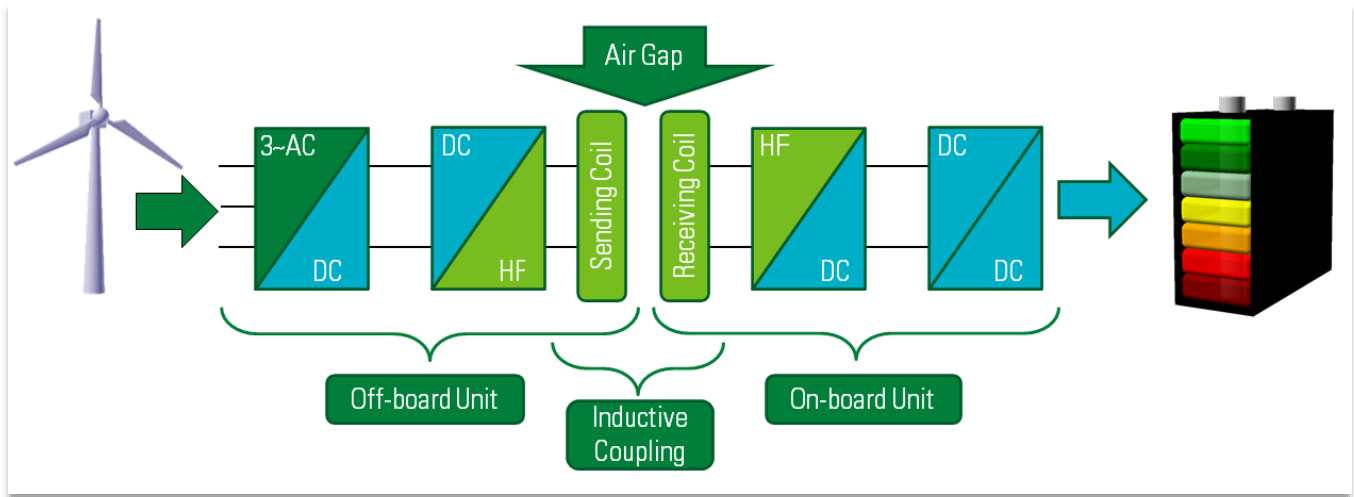 Air Gap
3~AC
DC
DC
HF
Sending Coil
Receiving Coil
HF
DC
DC
DC
Off-board Unit
Inductive
Coupling
On-board Unit